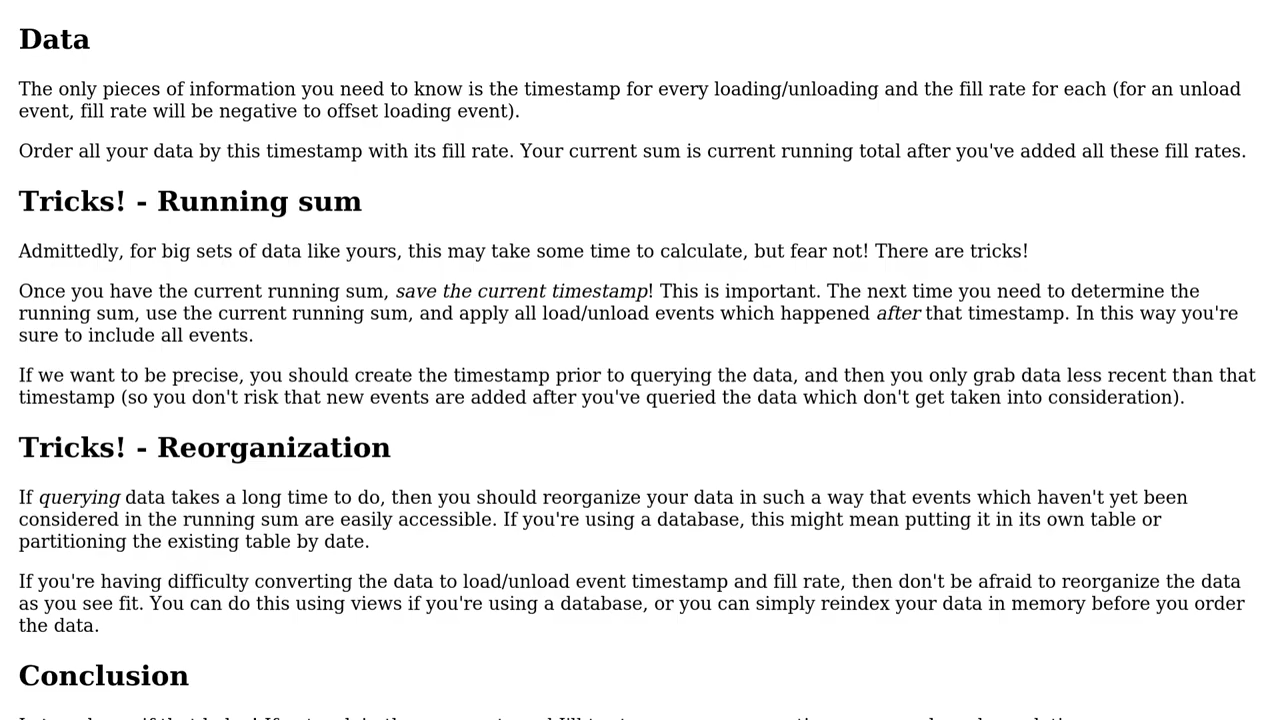 Data
The only pieces of information you need to know is the timestamp for every loading/unloading and the fill rate for each (for an unload
event, fill rate will be negative to offset loading event).
Order all your data by this timestamp with its fill rate. Your current sum is current running total after you've added all these fill rates.
Tricks! - Running sum
Admittedly, for big sets of data like yours, this may take some time to calculate, but fear not! There are tricks!
Once you have the current running sum, save the current timestamp! This is important. The next time you need to determine the
running sum, use the current running sum, and apply all load/unload events which happened after that timestamp. In this way you're
sure to include all events.
If we want to be precise, you should create the timestamp prior to querying the data, and then you only grab data less recent than that
timestamp (so you don't risk that new events are added after you've queried the data which don't get taken into consideration).
Tricks! - Reorganization
If querying data takes a long time to do, then you should reorganize your data in such a way that events which haven't yet been
considered in the running sum are easily accessible. If you're using a database, this might mean putting it in its own table or
partitioning the existing table by date.
If you're having difficulty converting the data to load/unload event timestamp and fill rate, then don't be afraid to reorganize the data
as you see fit. You can do this using views if you're using a database, or you can simply reindex your data in memory before you order
the data.
Conclusion